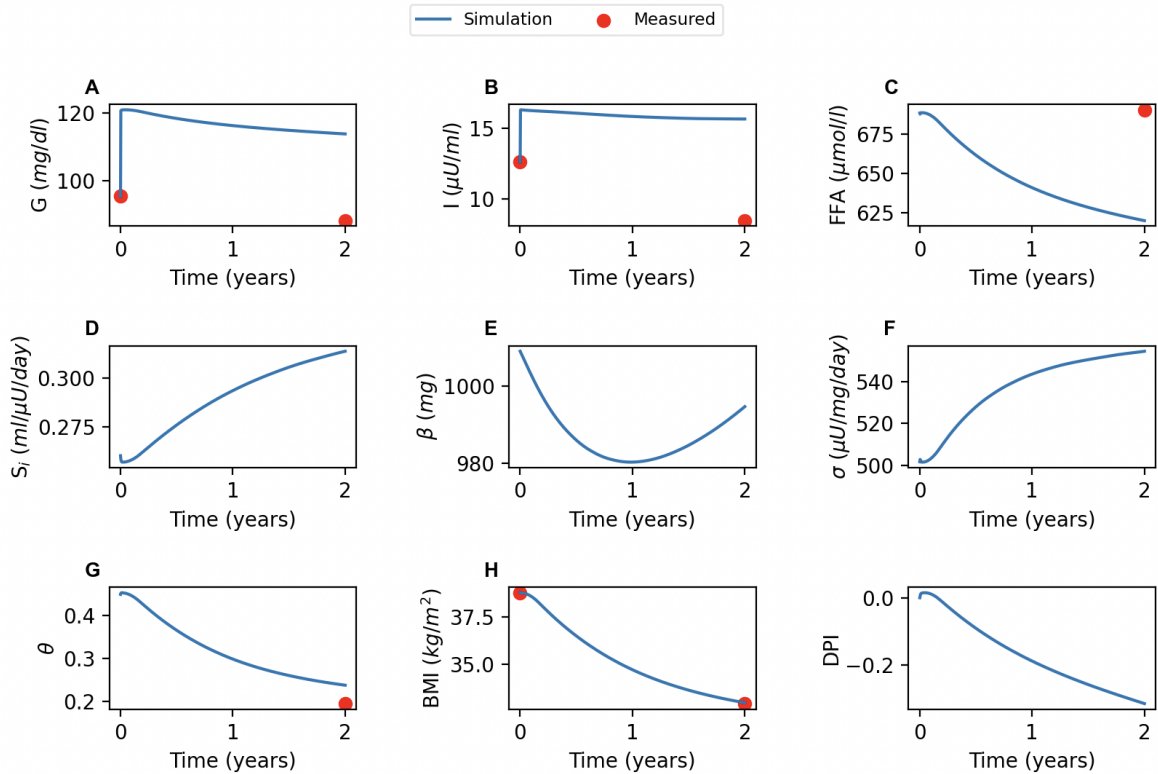 Simulation Measured
A
G (mg/dl)
120
100
0 1 2
Time (years)
B
I (μU/ml)
15
10
0 1 2
Time (years)
C
FFA (μmol/l)
675
650
625
0 1 2
Time (years)
D
Sᵢ (ml/μU/day)
0.300
0.275
0 1 2
Time (years)
E
β (mg)
1000
980
0 1 2
Time (years)
F
σ (μU/mg/day)
540
520
500
0 1 2
Time (years)
G
θ
0.4
0.3
0.2
0 1 2
Time (years)
H
BMI (kg/m²)
37.5
35.0
0 1 2
Time (years)
DPI
0.0
−0.2
0 1 2
Time (years)